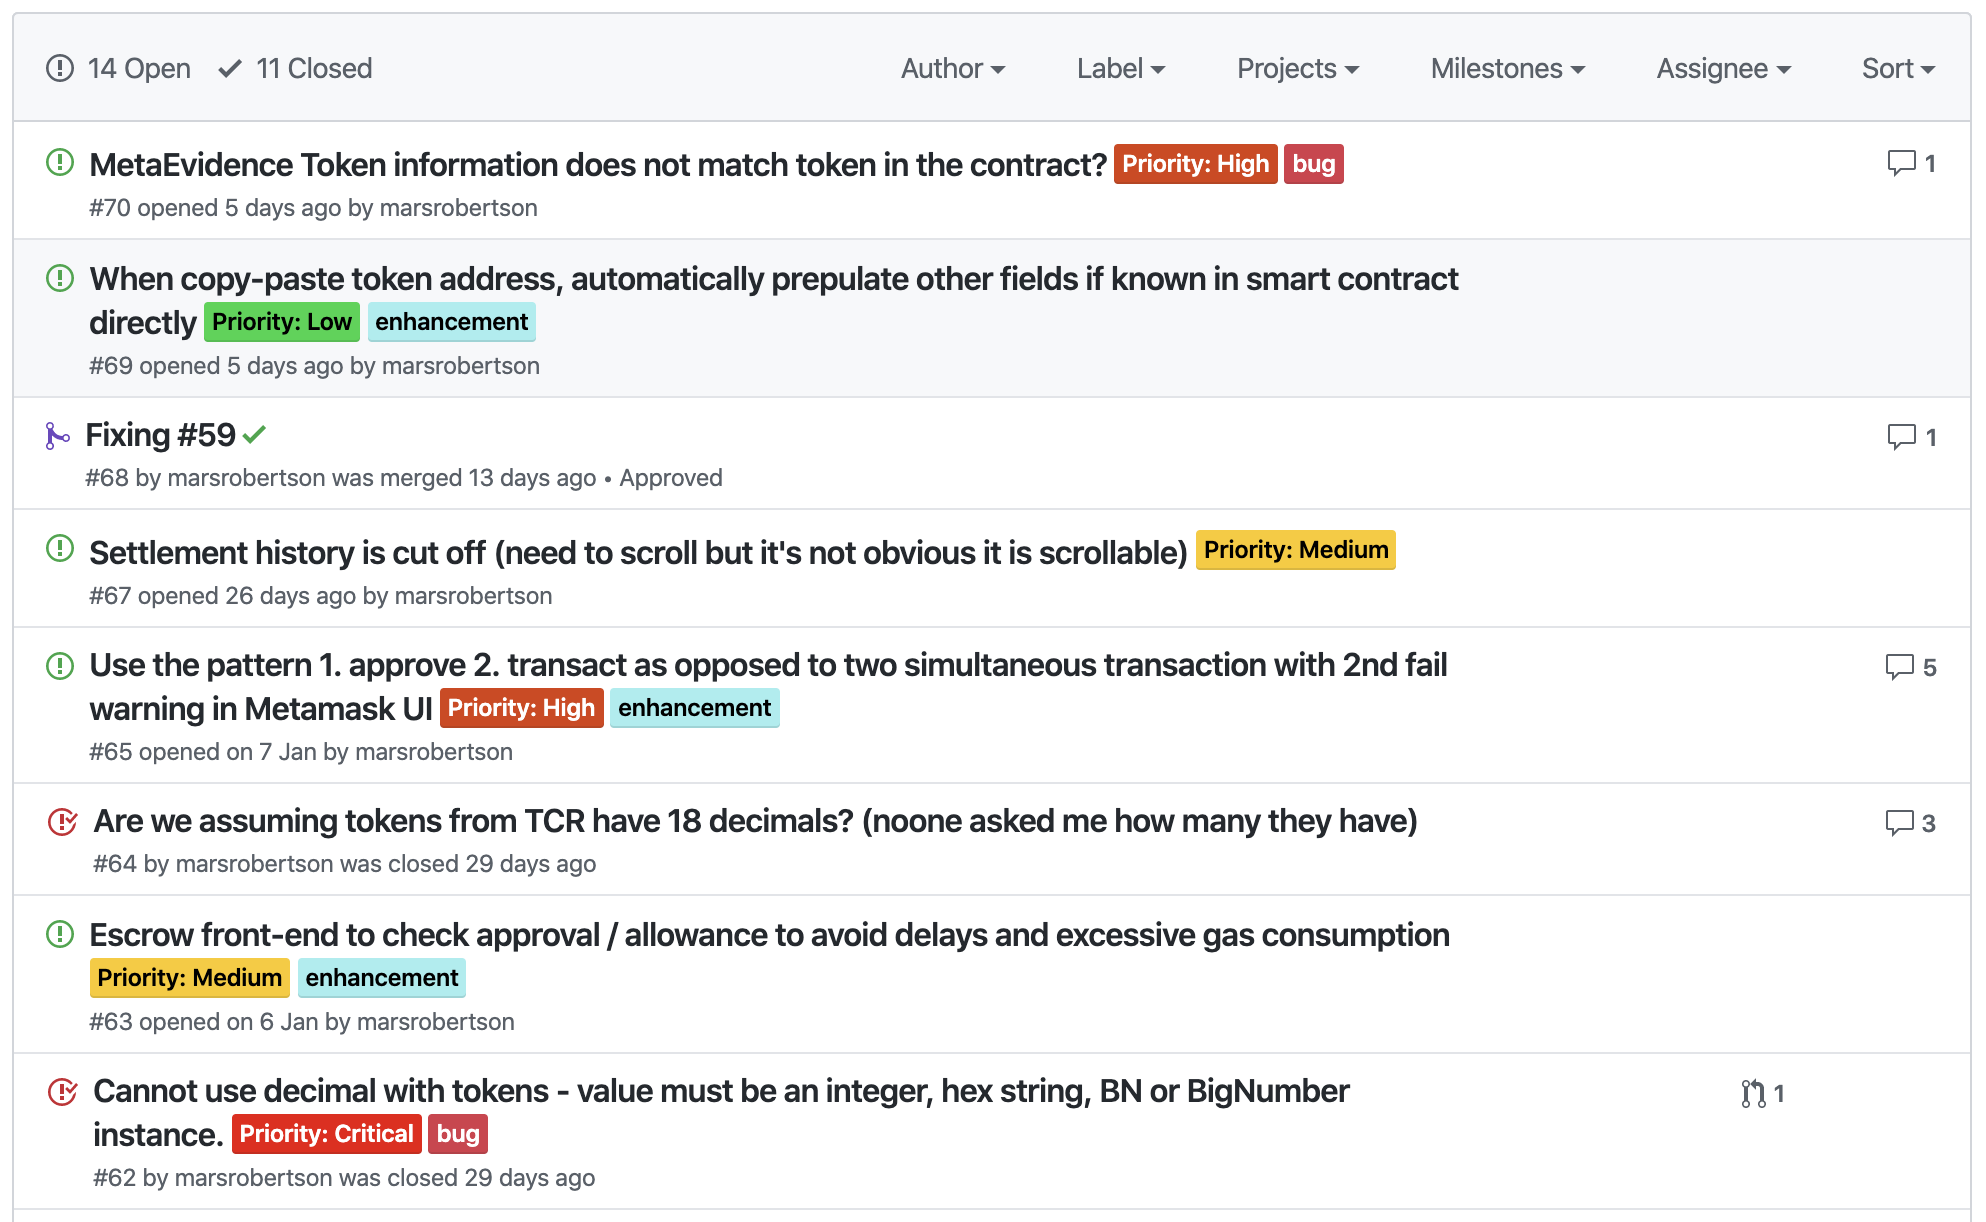 14 Open 11 Closed Author Label Projects Milestones Assignee Sort
MetaEvidence Token information does not match token in the contract? Priority: High bug 1
#70 opened 5 days ago by marsrobertson
When copy-paste token address, automatically prepulate other fields if known in smart contract
directly Priority: Low enhancement
#69 opened 5 days ago by marsrobertson
Fixing #59 1
#68 by marsrobertson was merged 13 days ago • Approved
Settlement history is cut off (need to scroll but it's not obvious it is scrollable) Priority: Medium
#67 opened 26 days ago by marsrobertson
Use the pattern 1. approve 2. transact as opposed to two simultaneous transaction with 2nd fail 5
warning in Metamask UI Priority: High enhancement
#65 opened on 7 Jan by marsrobertson
Are we assuming tokens from TCR have 18 decimals? (noone asked me how many they have) 3
#64 by marsrobertson was closed 29 days ago
Escrow front-end to check approval / allowance to avoid delays and excessive gas consumption
Priority: Medium enhancement
#63 opened on 6 Jan by marsrobertson
Cannot use decimal with tokens - value must be an integer, hex string, BN or BigNumber 1
instance. Priority: Critical bug
#62 by marsrobertson was closed 29 days ago